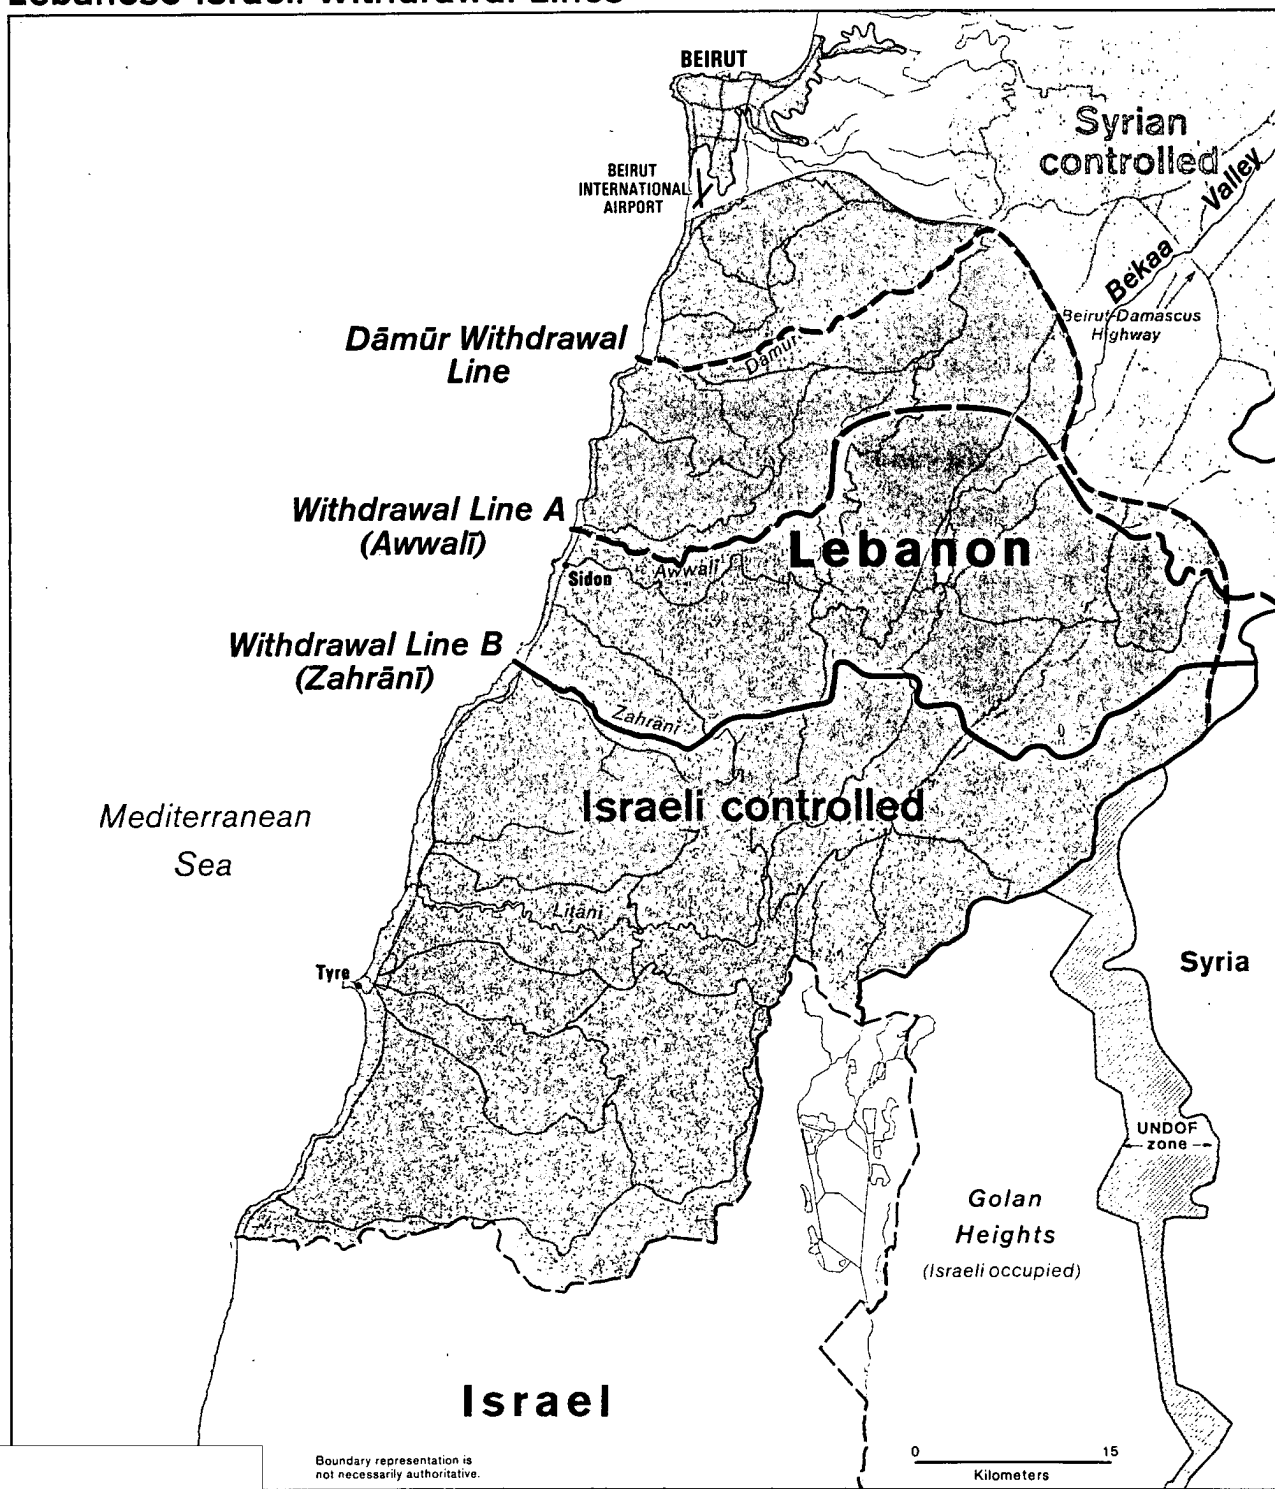 Lebanese-Israeli Withdrawal Lines
BEIRUT
Syrian
controlled
BEIRUT
INTERNATIONAL
AIRPORT
Bekaa Valley
Beirut-Damascus
Highway
Dāmūr Withdrawal
Line
Dāmūr
Withdrawal Line A
(Awwalī)
Lebanon
Awwalī
Sidon
Withdrawal Line B
(Zahrānī)
Zahrānī
Israeli controlled
Mediterranean
Sea
Līṭānī
Tyre
Syria
UNDOF
zone
Golan
Heights
(Israeli occupied)
Israel
Boundary representation is
not necessarily authoritative.
0 15
Kilometers